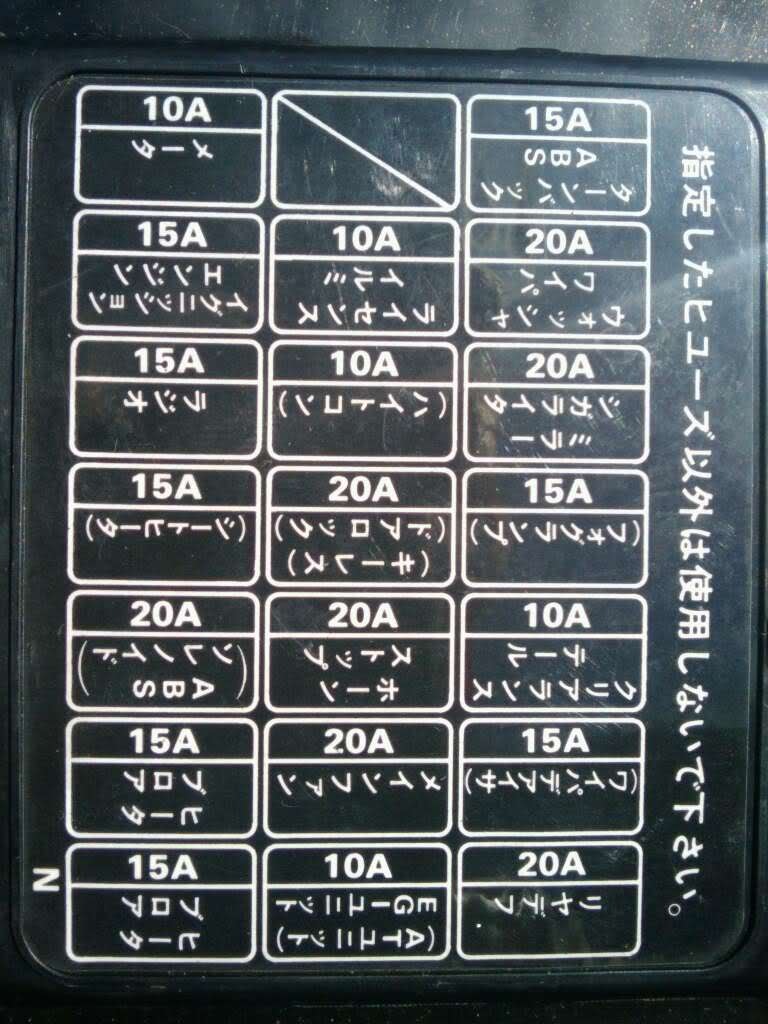 指定したヒューズ以外は使用しないで下さい。
10A
メータ
15A
ターンバック
ABS
15A
イグニッション
エンジン
10A
ライセンス
イルミ
20A
ウォッシャ
ワイパ
15A
ラジオ
10A
(ハイトコン)
20A
ミラー
シガライタ
15A
(シートヒータ)
20A
(キーレス)
(ドアロック)
15A
(フォグランプ)
20A
(ABS
ソレノイド)
20A
ホーン
ストップ
10A
クリアランス
テール
15A
ヒータ
ブロア
20A
メインファン
15A
(ワイパデアイサ)
15A
ヒータ
ブロア
10A
(ATユニット)
EGーユニット
20A
リヤデフ
N